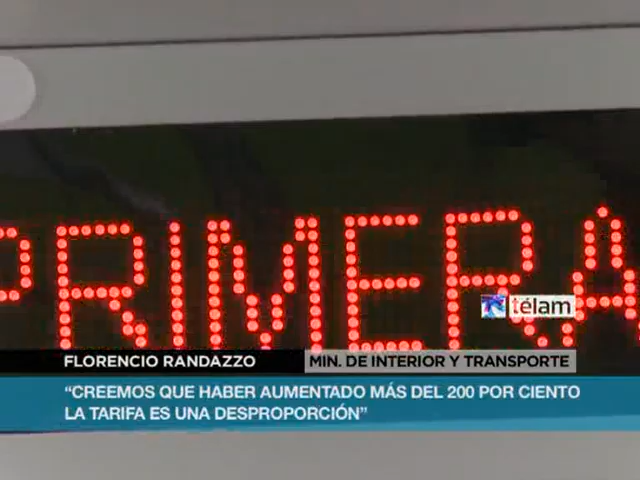 PRIMERA
télam
FLORENCIO RANDAZZO
MIN. DE INTERIOR Y TRANSPORTE
“CREEMOS QUE HABER AUMENTADO MÁS DEL 200 POR CIENTO
LA TARIFA ES UNA DESPROPORCIÓN”